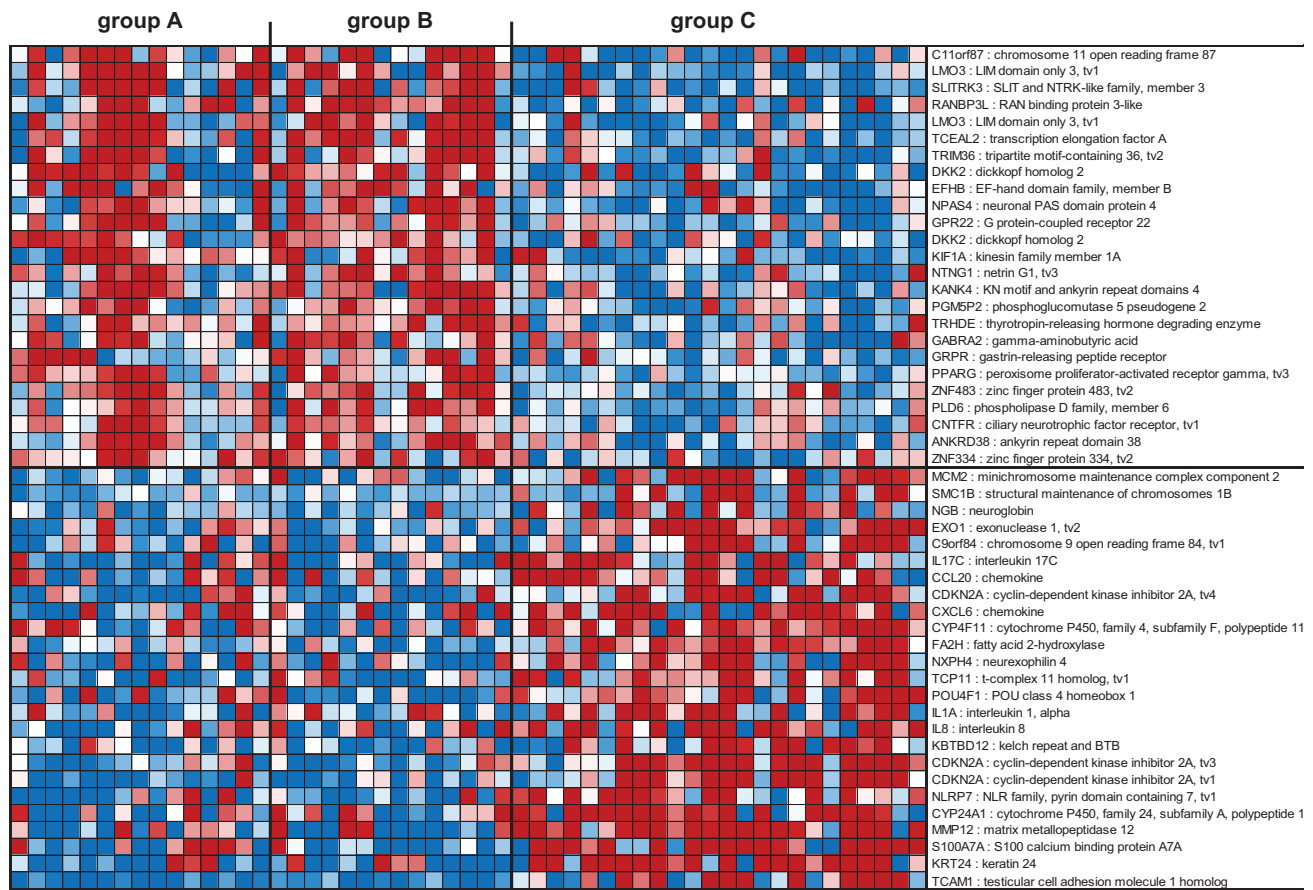 group A
group B
group C
C11orf87 : chromosome 11 open reading frame 87
LMO3 : LIM domain only 3, tv1
SLITRK3 : SLIT and NTRK-like family, member 3
RANBP3L : RAN binding protein 3-like
LMO3 : LIM domain only 3, tv1
TCEAL2 : transcription elongation factor A
TRIM36 : tripartite motif-containing 36, tv2
DKK2 : dickkopf homolog 2
EFHB : EF-hand domain family, member B
NPAS4 : neuronal PAS domain protein 4
GPR22 : G protein-coupled receptor 22
DKK2 : dickkopf homolog 2
KIF1A : kinesin family member 1A
NTNG1 : netrin G1, tv3
KANK4 : KN motif and ankyrin repeat domains 4
PGM5P2 : phosphoglucomutase 5 pseudogene 2
TRHDE : thyrotropin-releasing hormone degrading enzyme
GABRA2 : gamma-aminobutyric acid
GRPR : gastrin-releasing peptide receptor
PPARG : peroxisome proliferator-activated receptor gamma, tv3
ZNF483 : zinc finger protein 483, tv2
PLD6 : phospholipase D family, member 6
CNTFR : ciliary neurotrophic factor receptor, tv1
ANKRD38 : ankyrin repeat domain 38
ZNF334 : zinc finger protein 334, tv2
MCM2 : minichromosome maintenance complex component 2
SMC1B : structural maintenance of chromosomes 1B
NGB : neuroglobin
EXO1 : exonuclease 1, tv2
C9orf84 : chromosome 9 open reading frame 84, tv1
IL17C : interleukin 17C
CCL20 : chemokine
CDKN2A : cyclin-dependent kinase inhibitor 2A, tv4
CXCL6 : chemokine
CYP4F11 : cytochrome P450, family 4, subfamily F, polypeptide 11
FA2H : fatty acid 2-hydroxylase
NXPH4 : neurexophilin 4
TCP11 : t-complex 11 homolog, tv1
POU4F1 : POU class 4 homeobox 1
IL1A : interleukin 1, alpha
IL8 : interleukin 8
KBTBD12 : kelch repeat and BTB
CDKN2A : cyclin-dependent kinase inhibitor 2A, tv3
CDKN2A : cyclin-dependent kinase inhibitor 2A, tv1
NLRP7 : NLR family, pyrin domain containing 7, tv1
CYP24A1 : cytochrome P450, family 24, subfamily A, polypeptide 1
MMP12 : matrix metallopeptidase 12
S100A7A : S100 calcium binding protein A7A
KRT24 : keratin 24
TCAM1 : testicular cell adhesion molecule 1 homolog